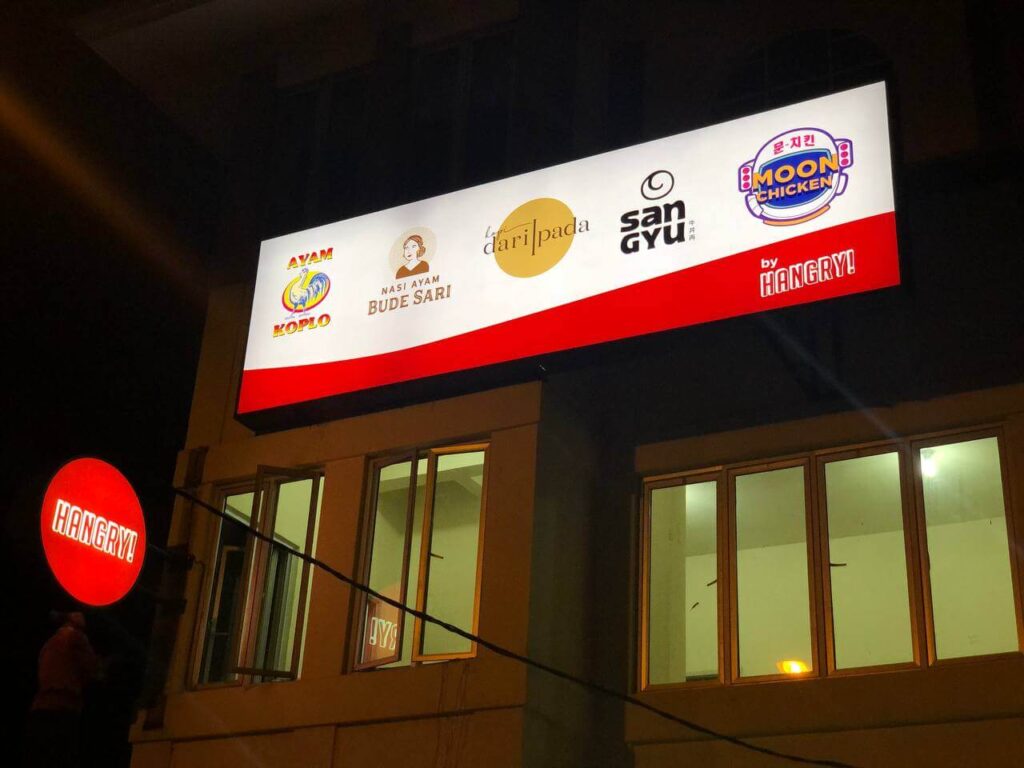 AYAM
KOPLO
NASI AYAM
BUDE SARI
dari|pada
san
GYU
문-치킨
MOON
CHICKEN
by
HANGRY!
HANGRY!